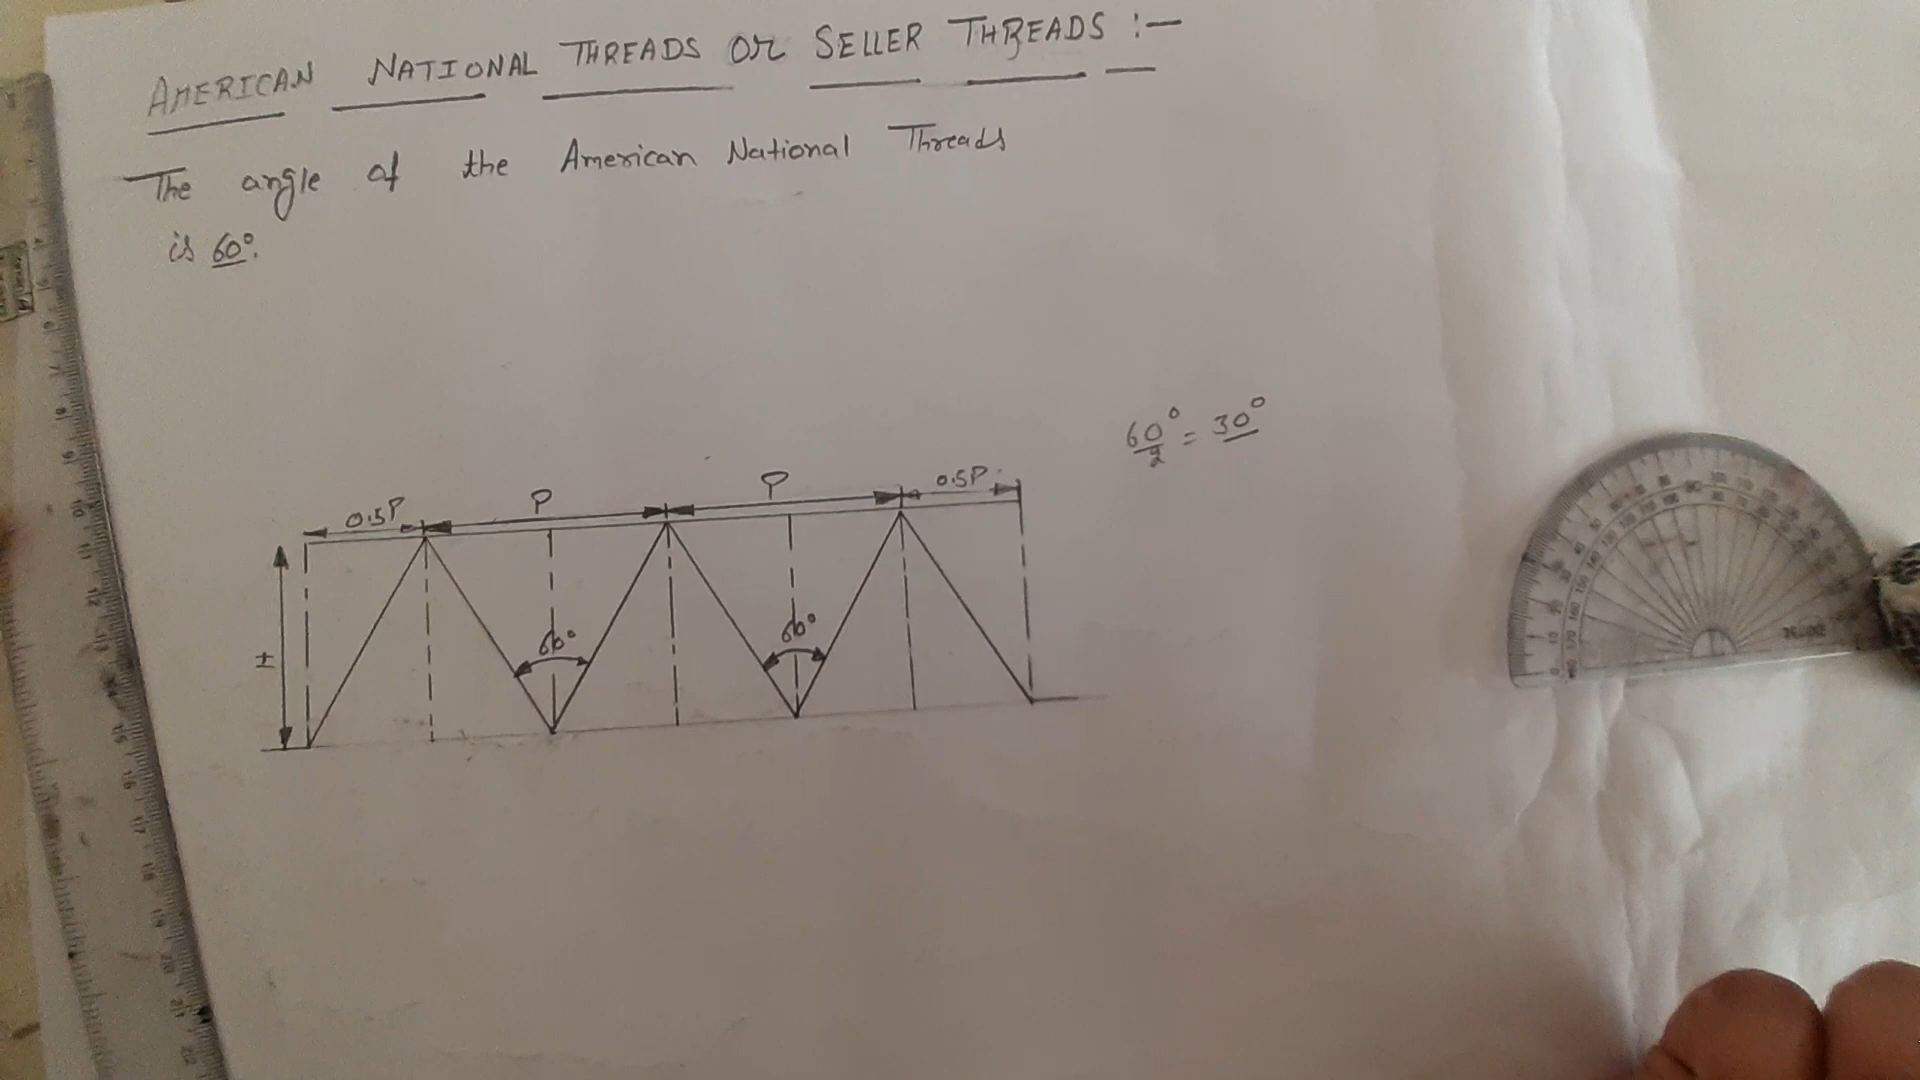 AMERICAN NATIONAL THREADS OR SELLER THREADS :-
The angle of the American National Threads
is 60°.
60°/2 = 30°
0.5P P P 0.5P
60° 60°
H